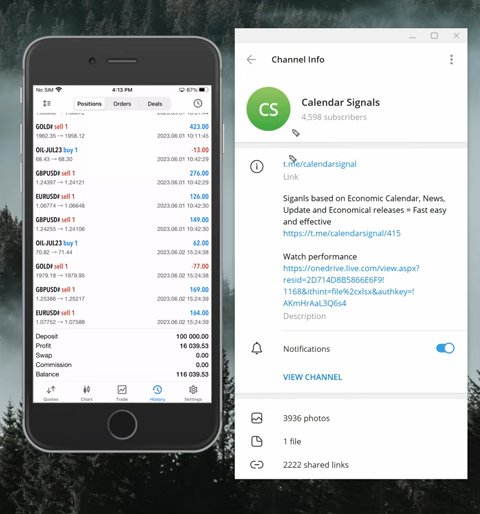 No SIM 4:13 PM 67%
Positions Orders Deals
GOLD# sell 1 423.00
1962.35 → 1958.12 2023.06.01 10:11:45
OIL-JUL23 buy 1 -13.00
68.43 → 68.30 2023.06.01 10:42:29
GBPUSD# sell 1 276.00
1.24397 → 1.24121 2023.06.01 10:42:29
EURUSD# sell 1 126.00
1.06774 → 1.06648 2023.06.01 10:42:30
GBPUSD# sell 1 149.00
1.24255 → 1.24106 2023.06.01 10:42:30
OIL-JUL23 buy 1 62.00
70.82 → 71.44 2023.06.02 15:24:38
GOLD# sell 1 -77.00
1979.18 → 1979.95 2023.06.02 15:24:38
GBPUSD# sell 1 169.00
1.25386 → 1.25217 2023.06.02 15:24:39
EURUSD# sell 1 164.00
1.07752 → 1.07588 2023.06.02 15:24:39
Deposit 100 000.00
Profit 16 039.53
Swap 0.00
Commission 0.00
Balance 116 039.53
Quotes Chart Trade History Settings
Channel Info
CS
Calendar Signals
4,598 subscribers
t.me/calendarsignal
Link
Siganls based on Economic Calendar, News,
Update and Economical releases = Fast easy
and effective
https://t.me/calendarsignal/415
Watch performance
https://onedrive.live.com/view.aspx?
resid=2D714D8B5866E6F9!
1168&ithint=file%2cxlsx&authkey=!
AKmHrAaL3Q6s4
Description
Notifications
VIEW CHANNEL
3936 photos
1 file
2222 shared links